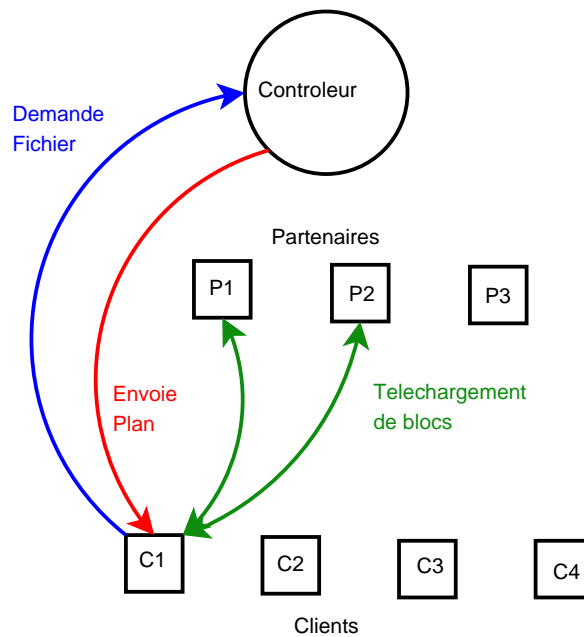 Controleur
Demande
Fichier
Partenaires
P1
P2
P3
Envoie
Plan
Telechargement
de blocs
C1
C2
C3
C4
Clients